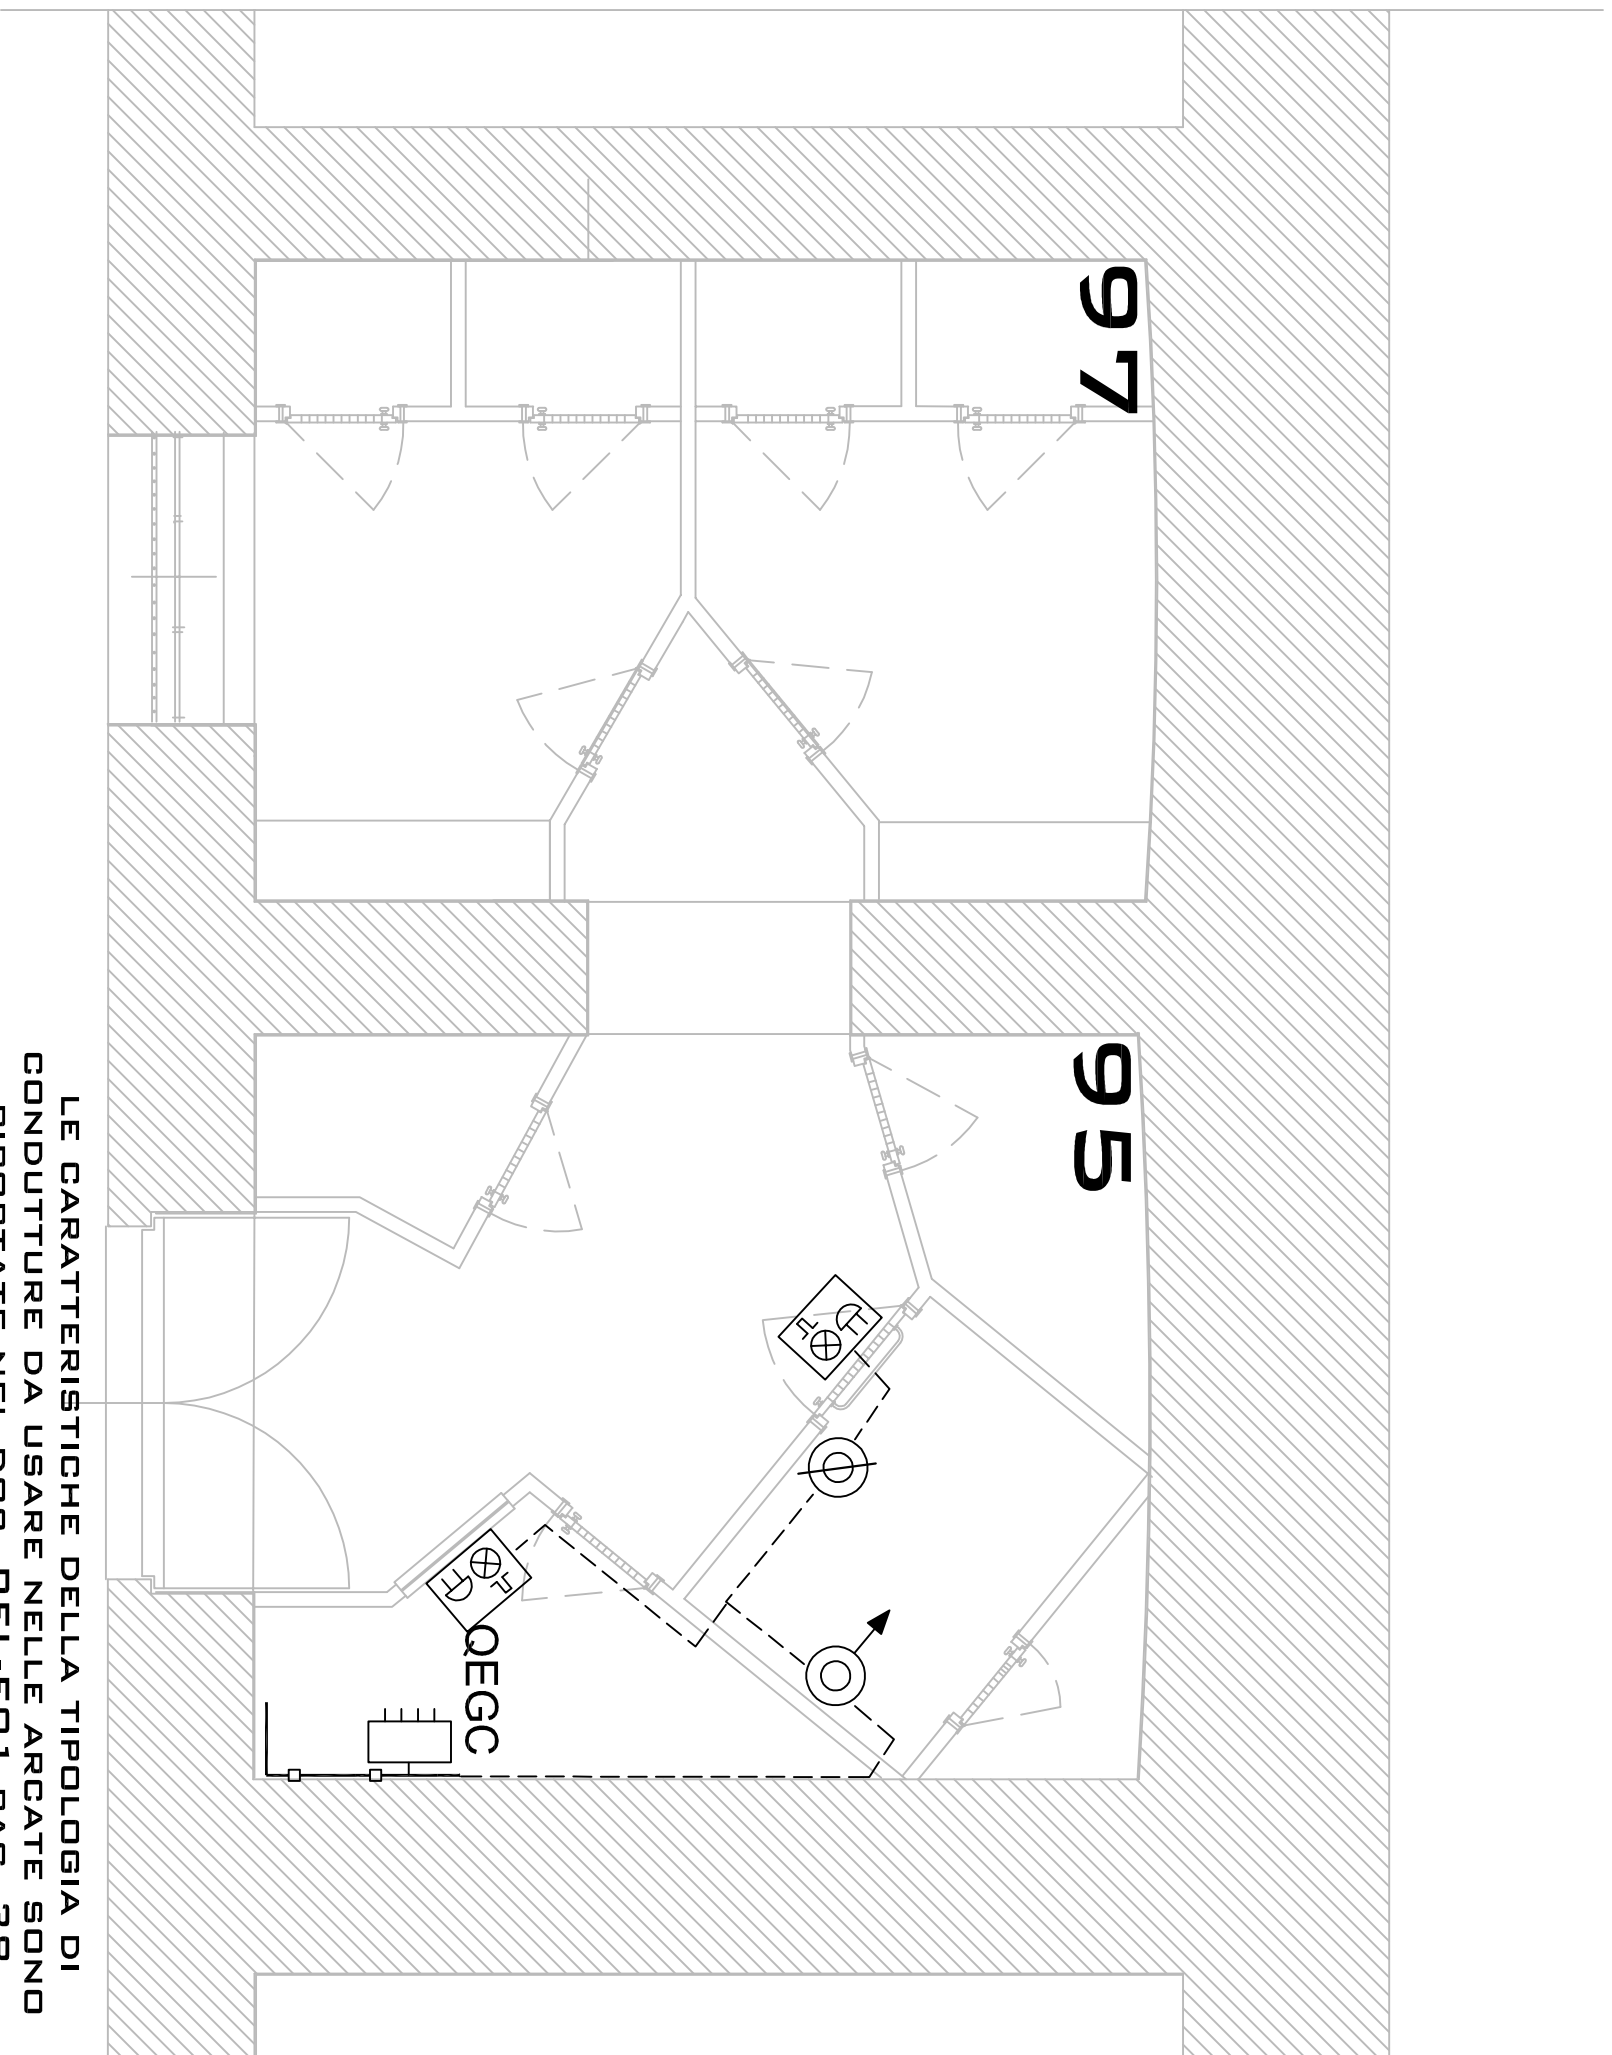 97
95
QEGC
LE CARATTERISTICHE DELLA TIPOLOGIA DI
CONDUTTURE DA USARE NELLE ARCATE SONO